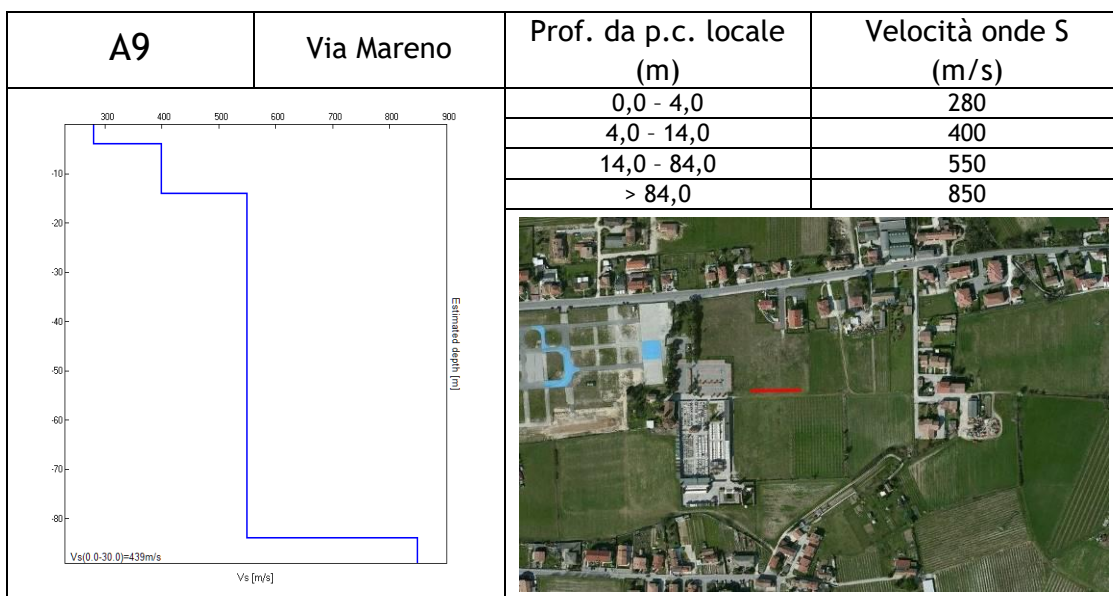 A9
Via Mareno
Prof. da p.c. locale
(m)
Velocità onde S
(m/s)
0,0 – 4,0 280
4,0 – 14,0 400
14,0 – 84,0 550
> 84,0 850
300 400 500 600 700 800 900
-10
-20
-30
-40
-50
-60
-70
-80
Estimated depth [m]
Vs(0.0-30.0)=439m/s
Vs [m/s]